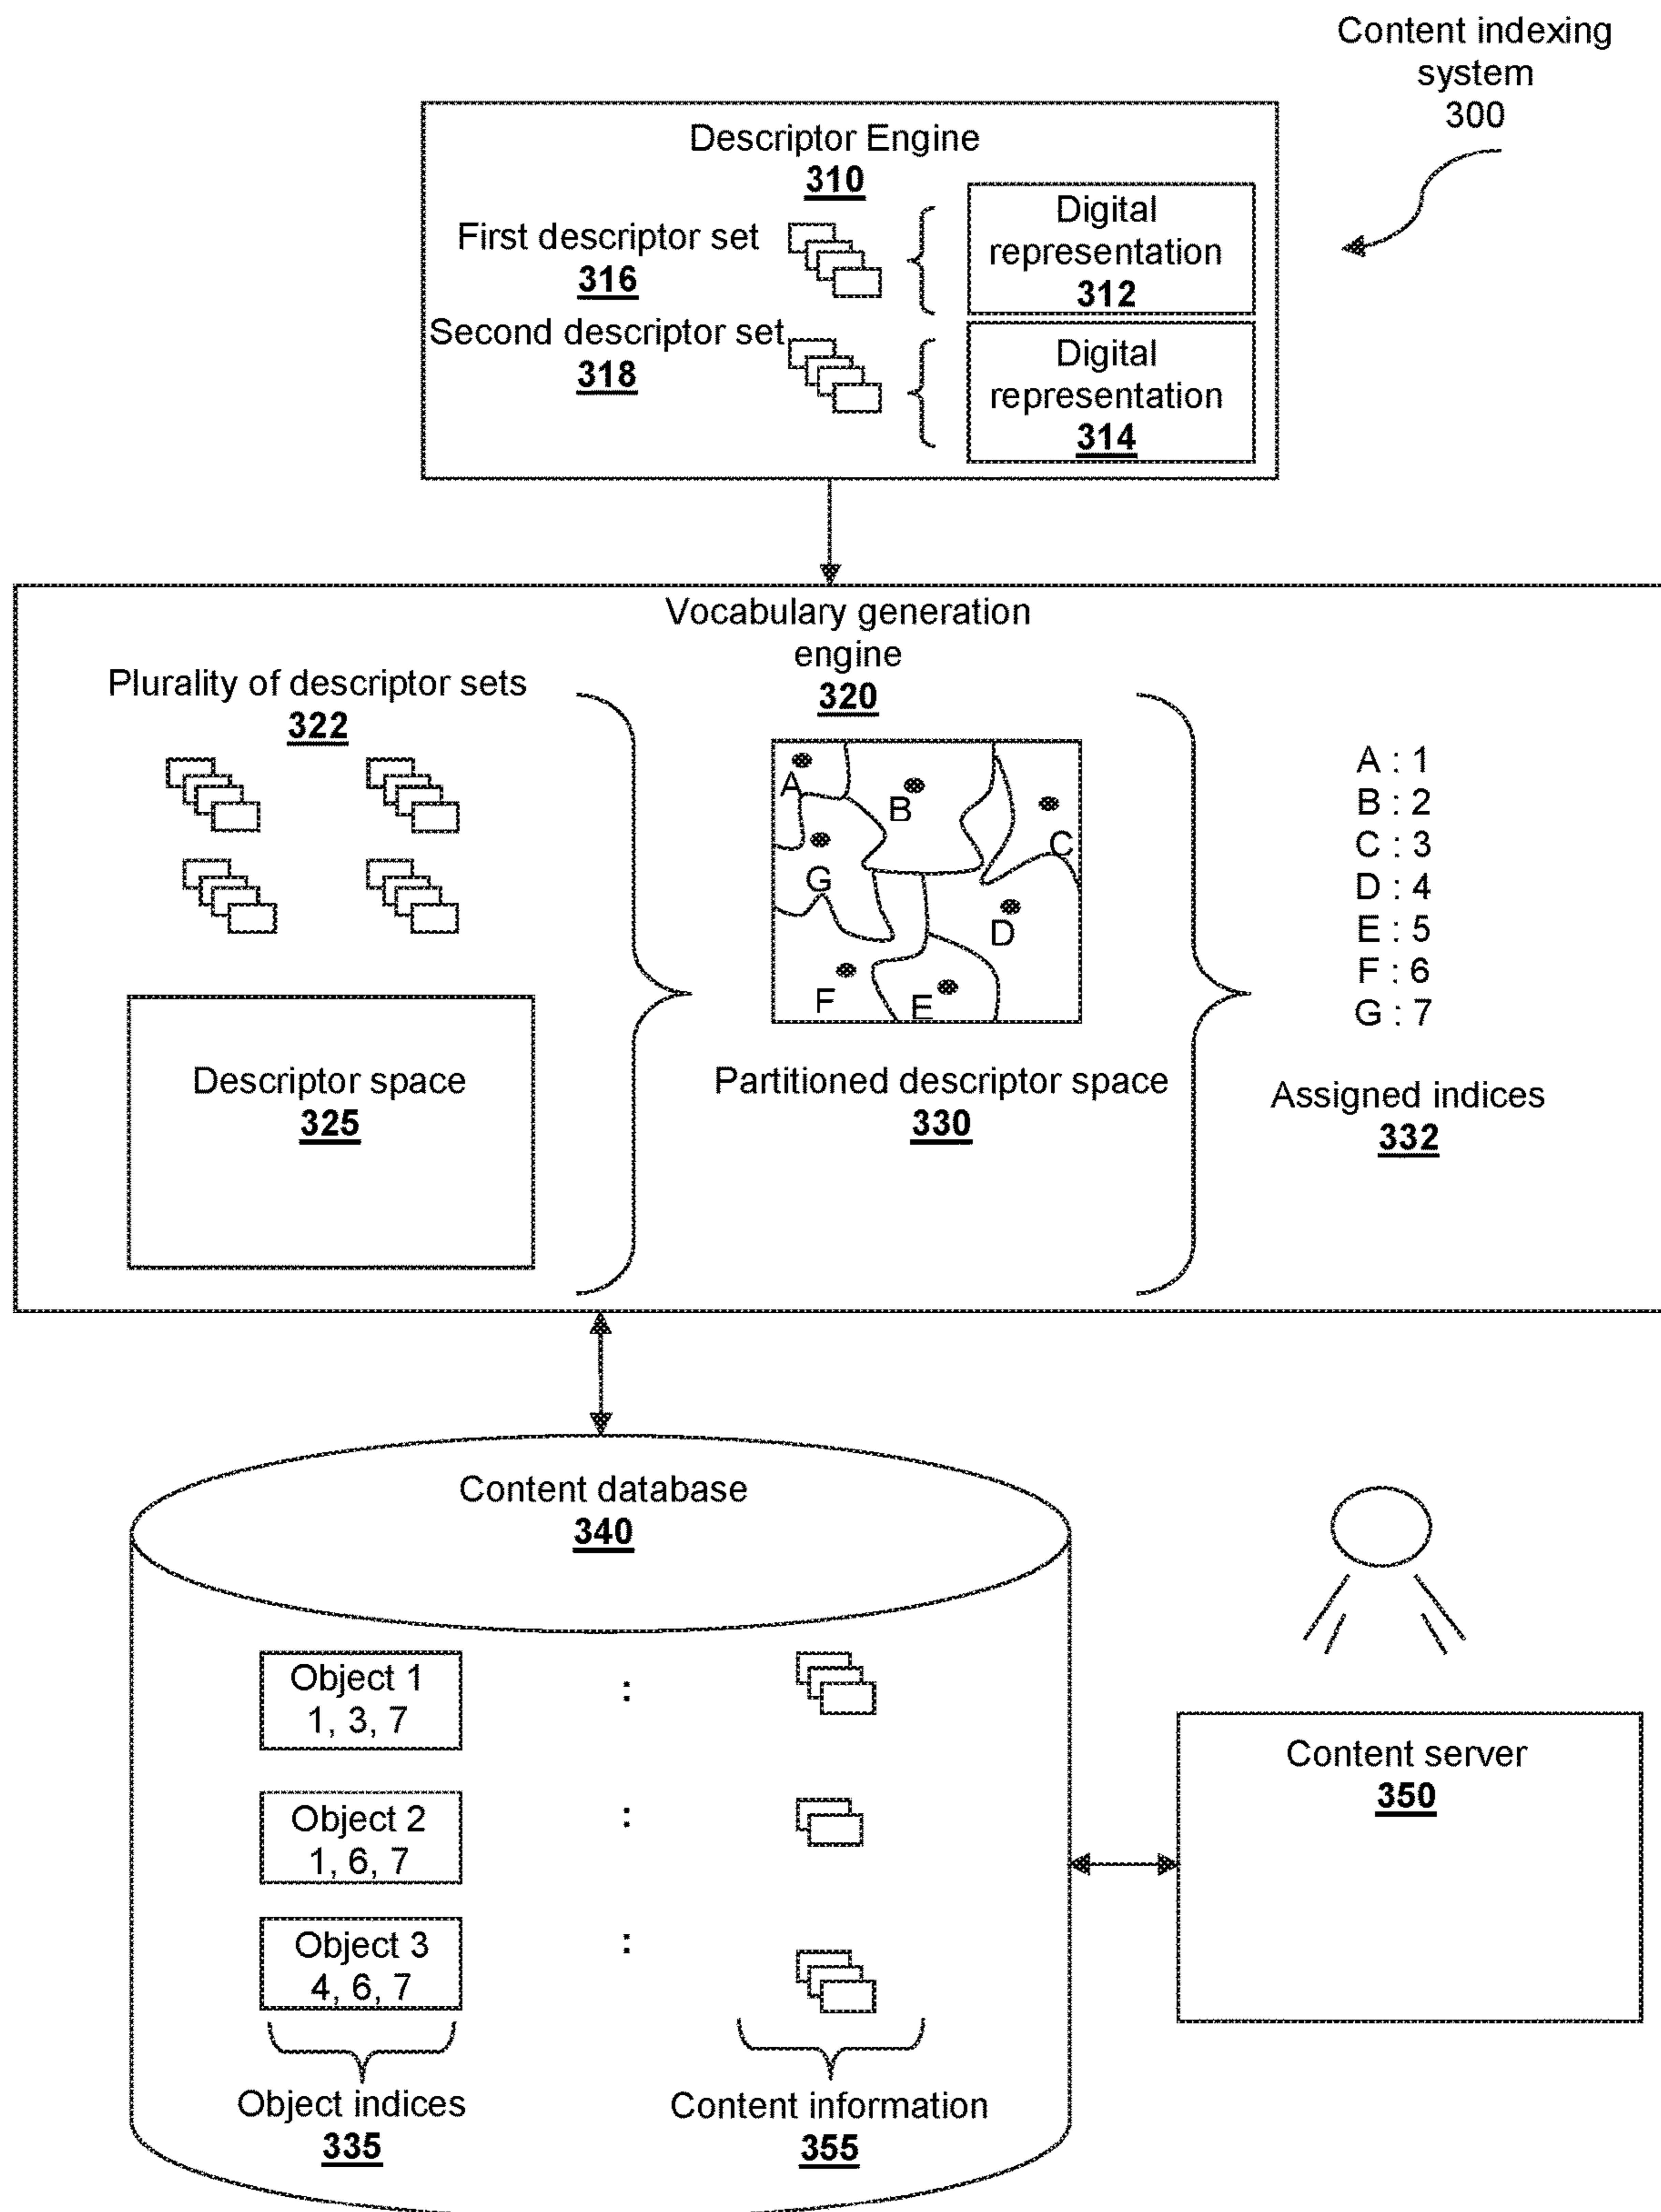 Content indexing
system
300
Descriptor Engine
310
First descriptor set
316
Second descriptor set
318
Digital
representation
312
Digital
representation
314
Vocabulary generation
engine
320
Plurality of descriptor sets
322
Descriptor space
325
A
B
C
G
D
F
E
Partitioned descriptor space
330
A : 1
B : 2
C : 3
D : 4
E : 5
F : 6
G : 7
Assigned indices
332
Content database
340
Object 1
1, 3, 7
:
Object 2
1, 6, 7
:
Object 3
4, 6, 7
:
Object indices
335
Content information
355
Content server
350